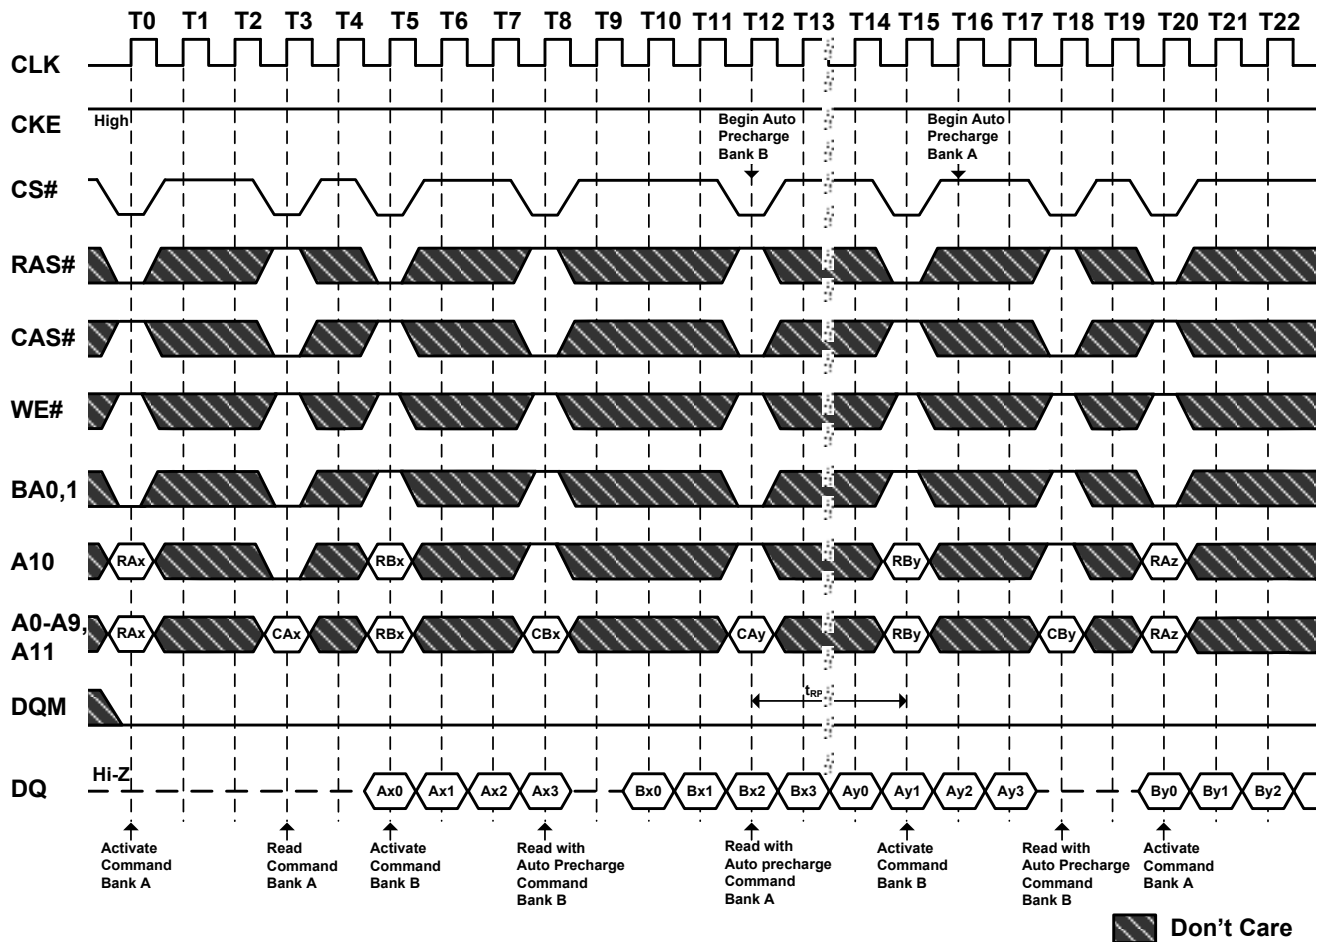 T0 T1 T2 T3 T4 T5 T6 T7 T8 T9 T10 T11 T12 T13 T14 T15 T16 T17 T18 T19 T20 T21 T22
CLK
CKE
High
Begin Auto
Precharge
Bank B
Begin Auto
Precharge
Bank A
CS#
RAS#
CAS#
WE#
BA0,1
A10
RAx RBx RBy RAz
A0-A9,
A11
RAx CAx RBx CBx CAy RBy CBy RAz
DQM
tRP
DQ
Hi-Z
Ax0 Ax1 Ax2 Ax3 Bx0 Bx1 Bx2 Bx3 Ay0 Ay1 Ay2 Ay3 By0 By1 By2
Activate
Command
Bank A
Read
Command
Bank A
Activate
Command
Bank B
Read with
Auto Precharge
Command
Bank B
Read with
Auto precharge
Command
Bank A
Activate
Command
Bank B
Read with
Auto Precharge
Command
Bank B
Activate
Command
Bank A
Don't Care